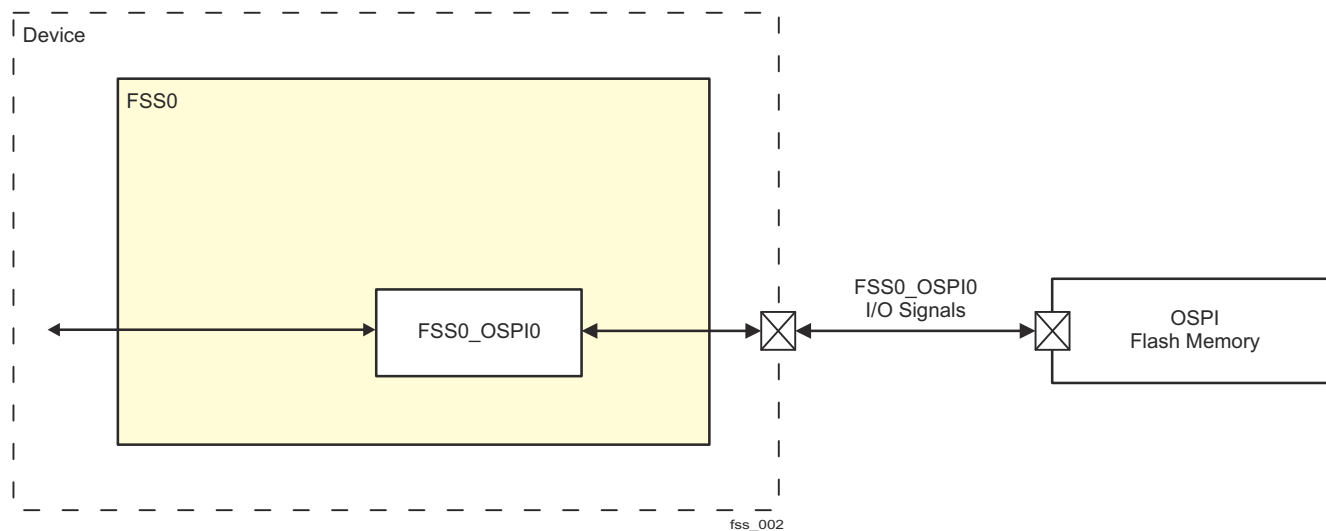 Device
FSS0
FSS0_OSPI0
FSS0_OSPI0
I/O Signals
OSPI
Flash Memory
fss_002